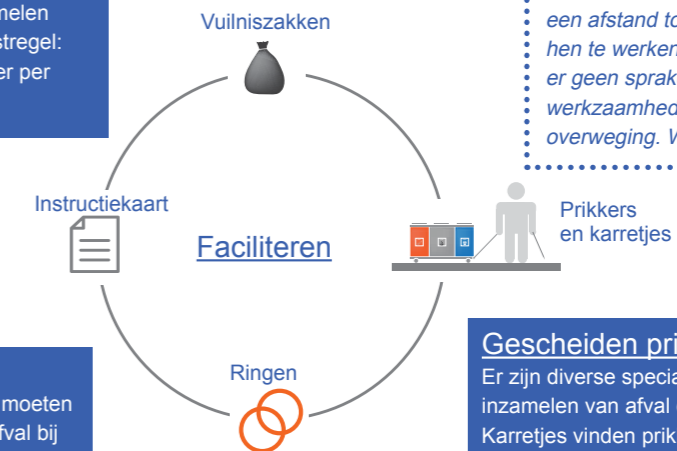 melen
stregel:
er per
Vuilniszakken
een afstand to
hen te werken
er geen sprak
werkzaamhed
overweging. W
Instructiekaart
Faciliteren
Prikkers
en karretjes
Ringen
moeten
fval bij
Gescheiden pri
Er zijn diverse specia
inzamelen van afval
Karretjes vinden prik